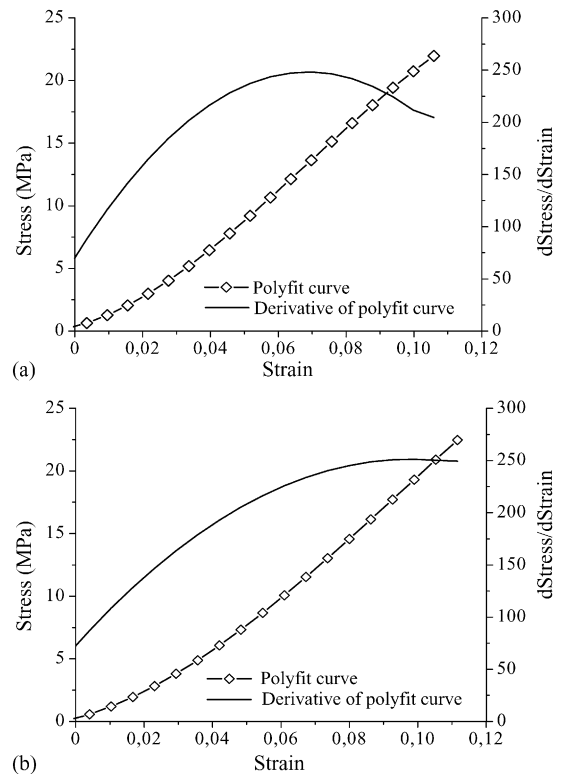 25
20
15
10
5
0
Stress (MPa)
300
250
200
150
100
50
0
dStress/dStrain
Polyfit curve
Derivative of polyfit curve
0 0,02 0,04 0,06 0,08 0,10 0,12
(a) Strain
25
20
15
10
5
0
Stress (MPa)
300
250
200
150
100
50
0
dStress/dStrain
Polyfit curve
Derivative of polyfit curve
0 0,02 0,04 0,06 0,08 0,10 0,12
(b) Strain